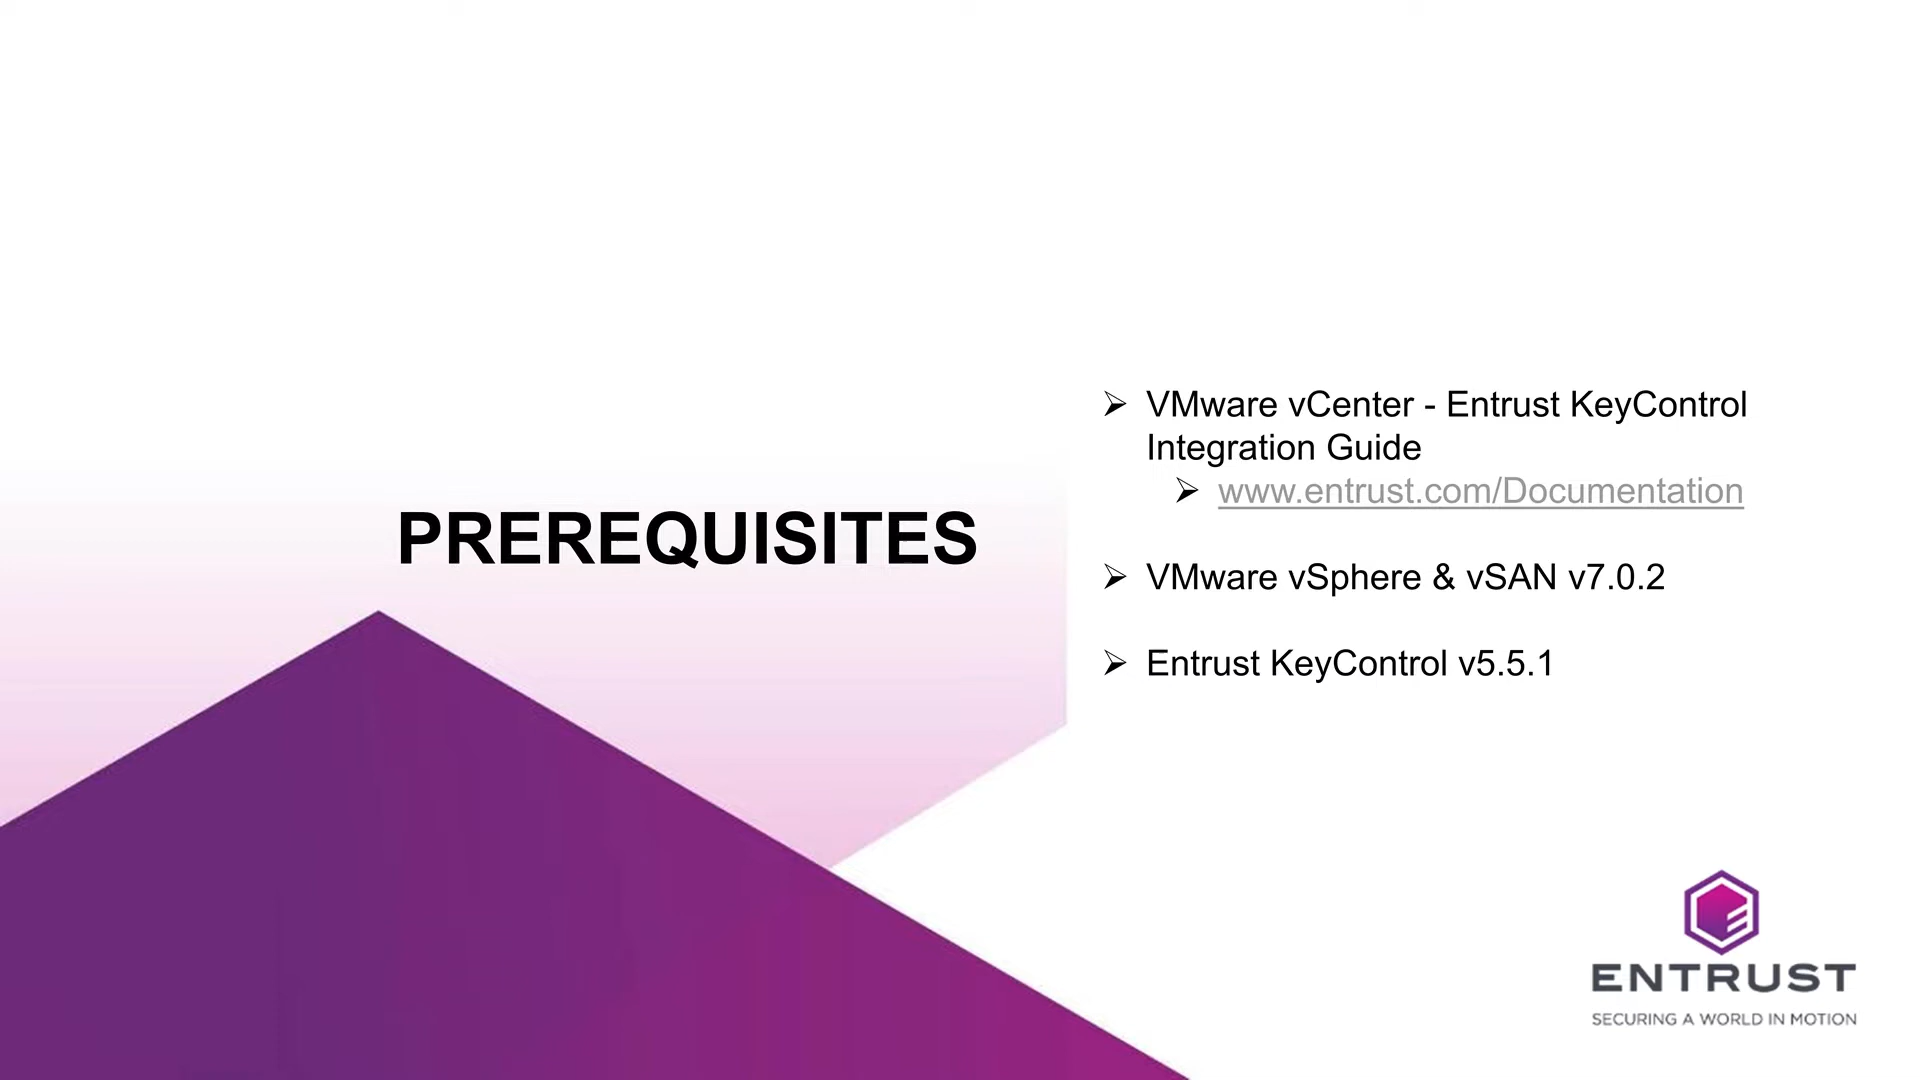 PREREQUISITES
➢ VMware vCenter - Entrust KeyControl
Integration Guide
➢ www.entrust.com/Documentation
➢ VMware vSphere & vSAN v7.0.2
➢ Entrust KeyControl v5.5.1
ENTRUST
SECURING A WORLD IN MOTION